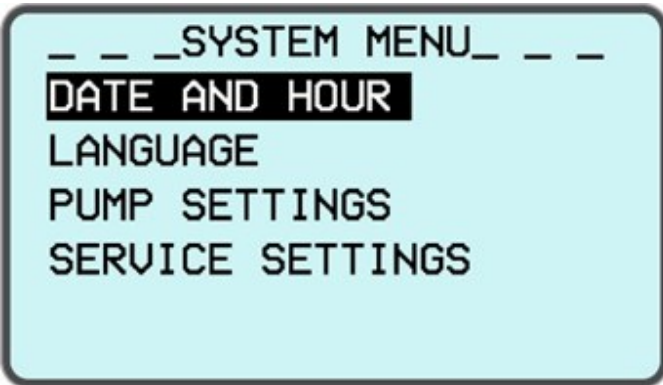 _ _ _SYSTEM MENU_ _ _
DATE AND HOUR
LANGUAGE
PUMP SETTINGS
SERVICE SETTINGS